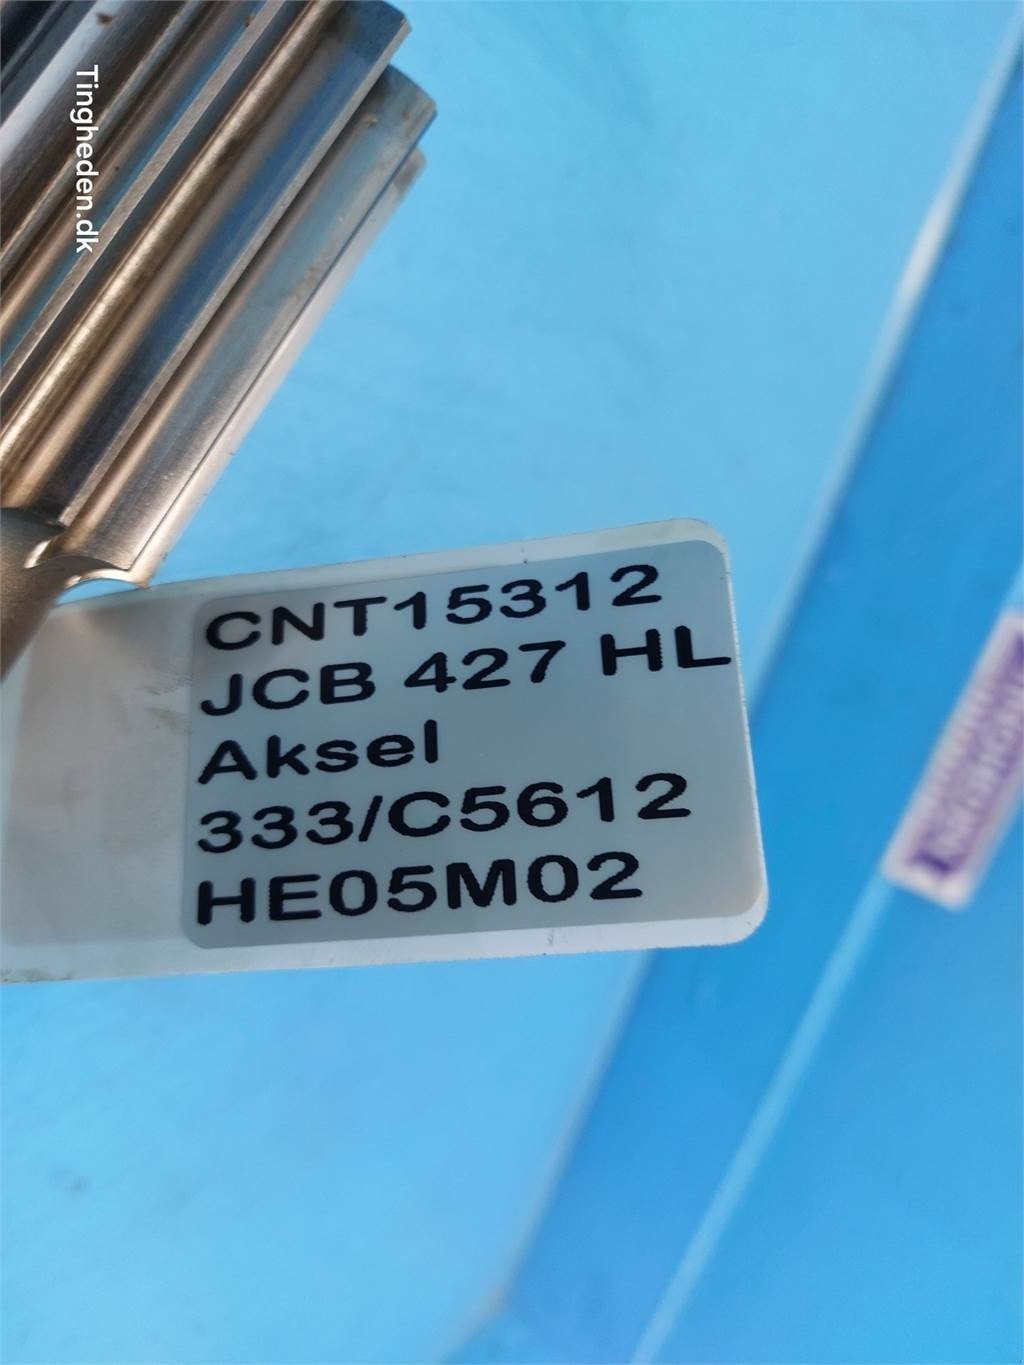 Tingheden.dk
CNT15312
JCB 427 HL
Aksel
333/C5612
HE05M02